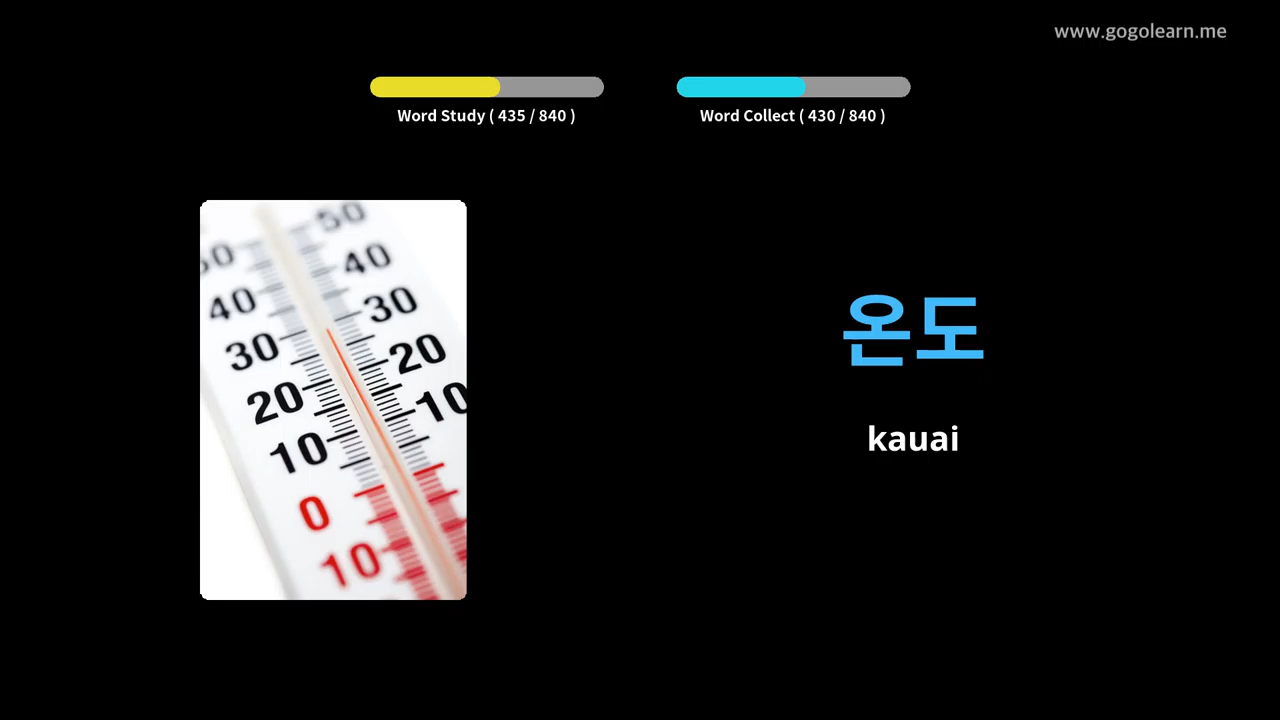 www.gogolearn.me
Word Study ( 435 / 840 )
Word Collect ( 430 / 840 )
50
50
40
40
30
30
20
20
10
10
0
10
온도
kauai